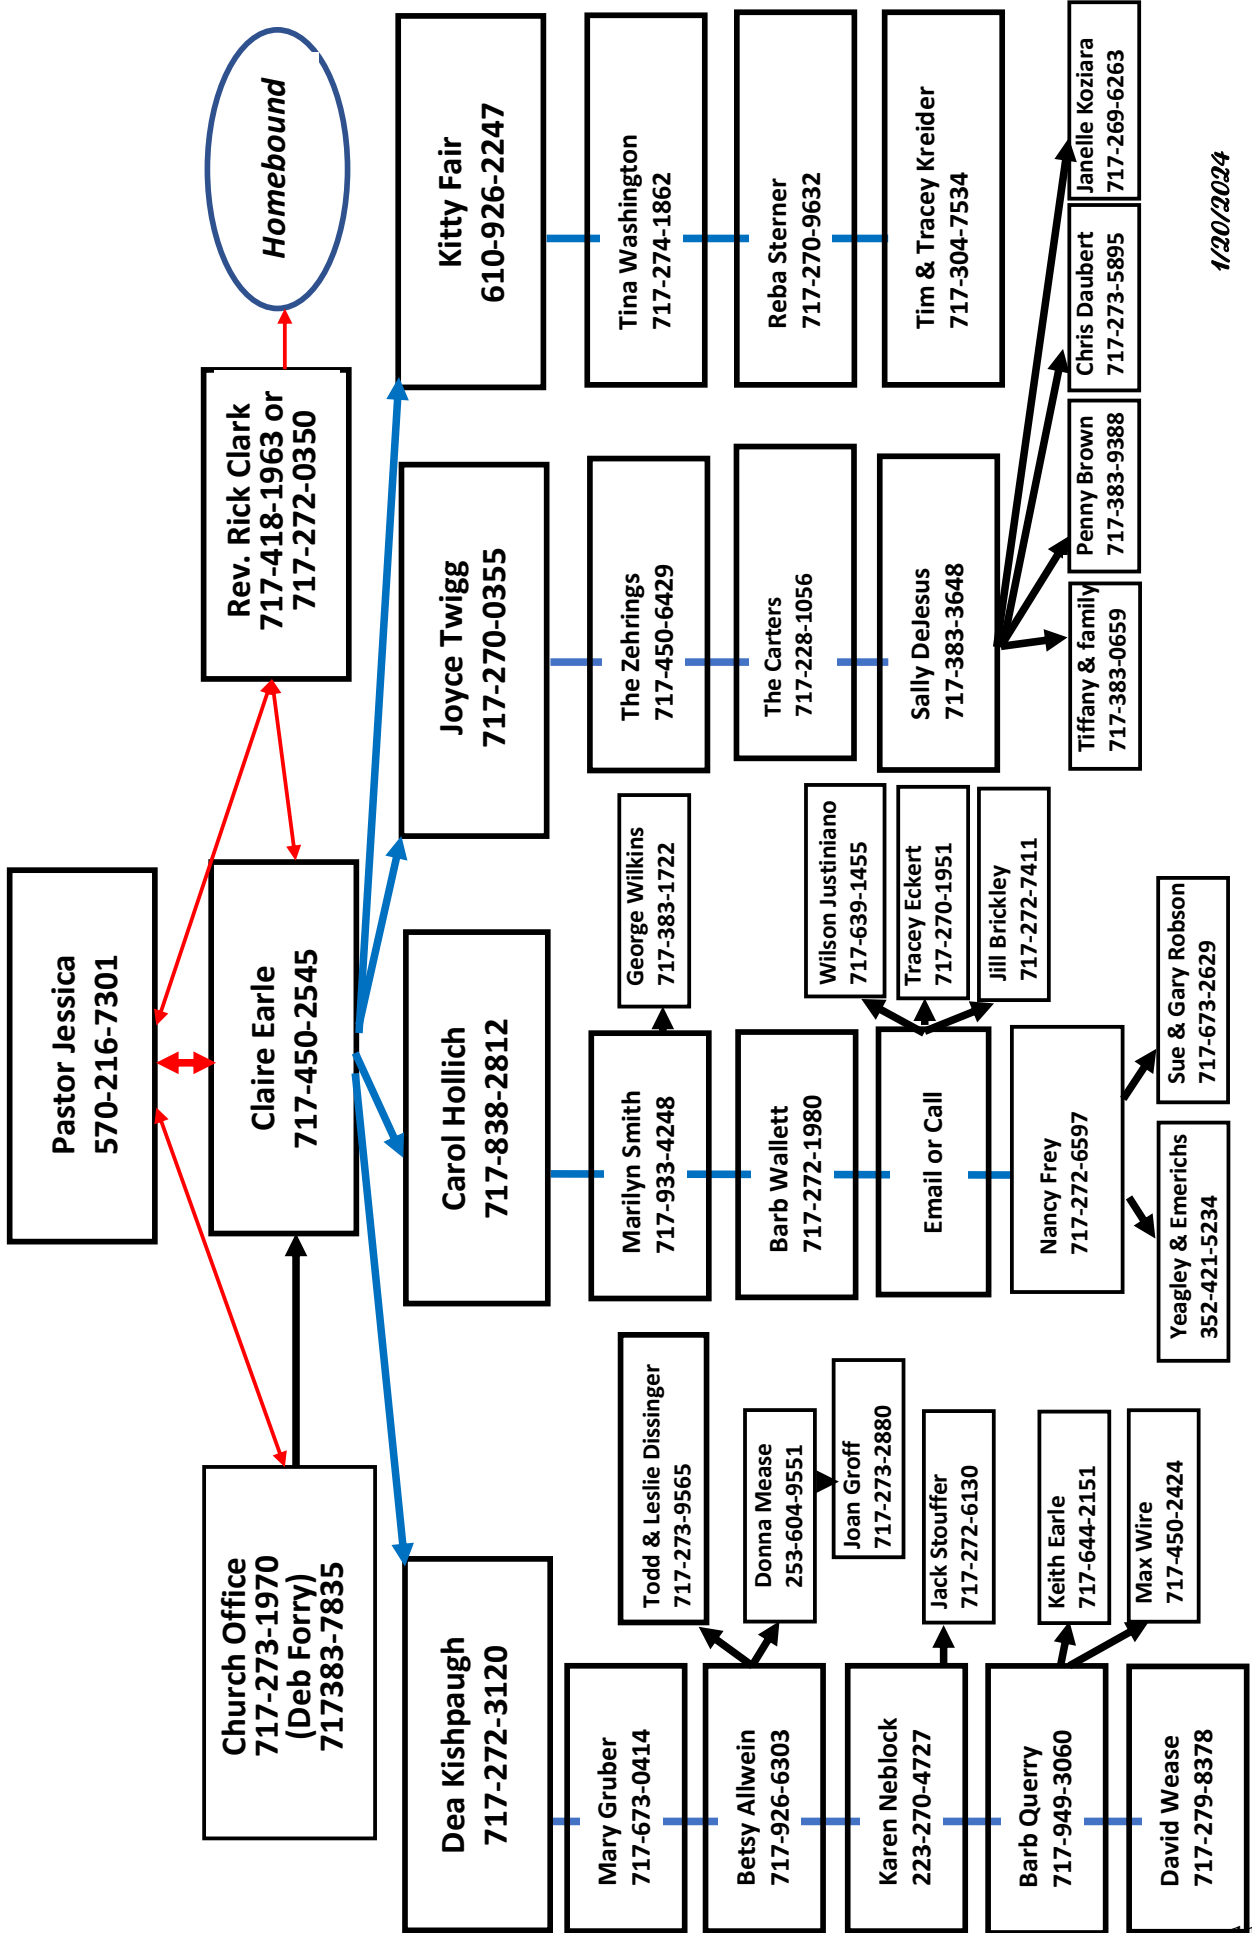 Pastor Jessica
570-216-7301
Church Office
717-273-1970
(Deb Forry)
717383-7835
Claire Earle
717-450-2545
Rev. Rick Clark
717-418-1963 or
717-272-0350
Homebound
Dea Kishpaugh
717-272-3120
Carol Hollich
717-838-2812
Joyce Twigg
717-270-0355
Kitty Fair
610-926-2247
Mary Gruber
717-673-0414
Todd & Leslie Dissinger
717-273-9565
Marilyn Smith
717-933-4248
George Wilkins
717-383-1722
The Zehrings
717-450-6429
Tina Washington
717-274-1862
Betsy Allwein
717-926-6303
Donna Mease
253-604-9551
Barb Wallett
717-272-1980
The Carters
717-228-1056
Reba Sterner
717-270-9632
Joan Groff
717-273-2880
Wilson Justiniano
717-639-1455
Karen Neblock
223-270-4727
Jack Stouffer
717-272-6130
Email or Call
Tracey Eckert
717-270-1951
Sally DeJesus
717-383-3648
Tim & Tracey Kreider
717-304-7534
Jill Brickley
717-272-7411
Barb Querry
717-949-3060
Keith Earle
717-644-2151
Nancy Frey
717-272-6597
Tiffany & family
717-383-0659
Penny Brown
717-383-9388
Chris Daubert
717-273-5895
Janelle Koziara
717-269-6263
David Wease
717-279-8378
Max Wire
717-450-2424
Yeagley & Emerichs
352-421-5234
Sue & Gary Robson
717-673-2629
1/20/2024